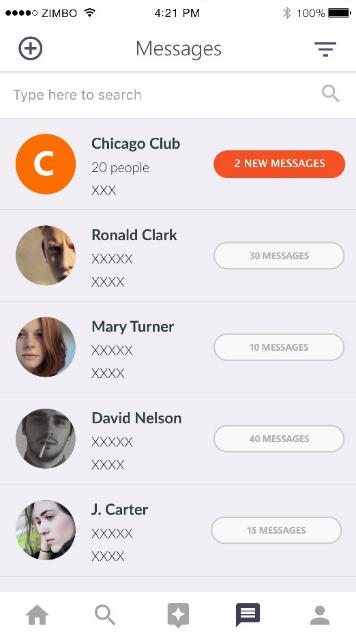 ZIMBO 4:21 PM 100%
Messages
Type here to search
C
Chicago Club
20 people
XXX
2 NEW MESSAGES
Ronald Clark
XXXXX
XXXX
30 MESSAGES
Mary Turner
XXXXX
XXXX
10 MESSAGES
David Nelson
XXXXX
XXXX
40 MESSAGES
J. Carter
XXXXX
XXXX
15 MESSAGES